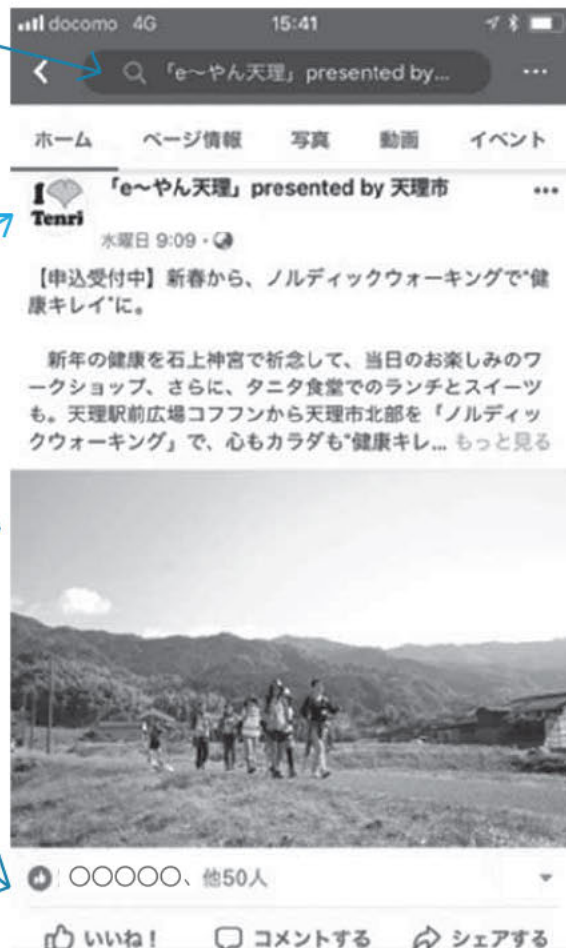 docomo 4G 15:41
「e〜やん天理」presented by...
ホーム ページ情報 写真 動画 イベント
I
Tenri
「e〜やん天理」presented by 天理市
水曜日 9:09・
【申込受付中】新春から、ノルディックウォーキングで“健
康キレイ”に。
新年の健康を石上神宮で祈念して、当日のお楽しみのワ
ークショップ、さらに、タニタ食堂でのランチとスイーツ
も。天理駅前広場コフフンから天理市北部を『ノルディッ
クウォーキング』で、心もカラダも“健康キレ... もっと見る
〇〇〇〇〇、他50人
いいね! コメントする シェアする